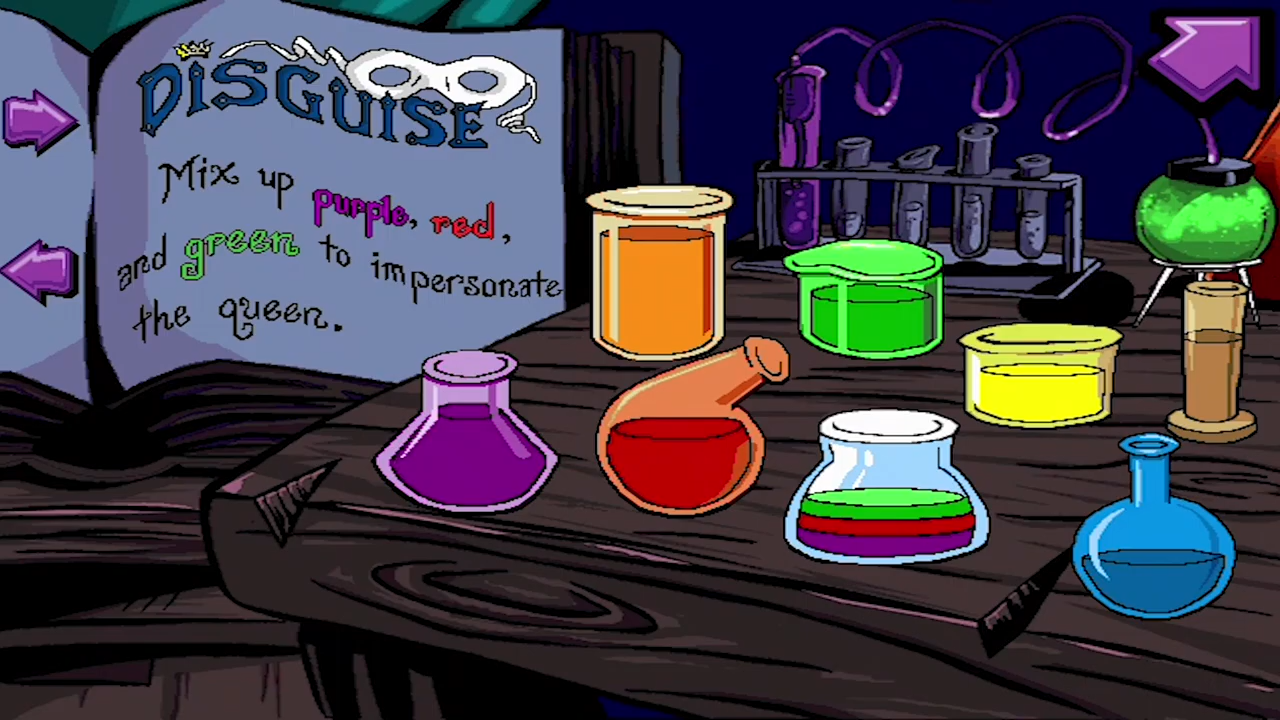 DISGUISE
Mix up purple, red,
and green to impersonate
the queen.